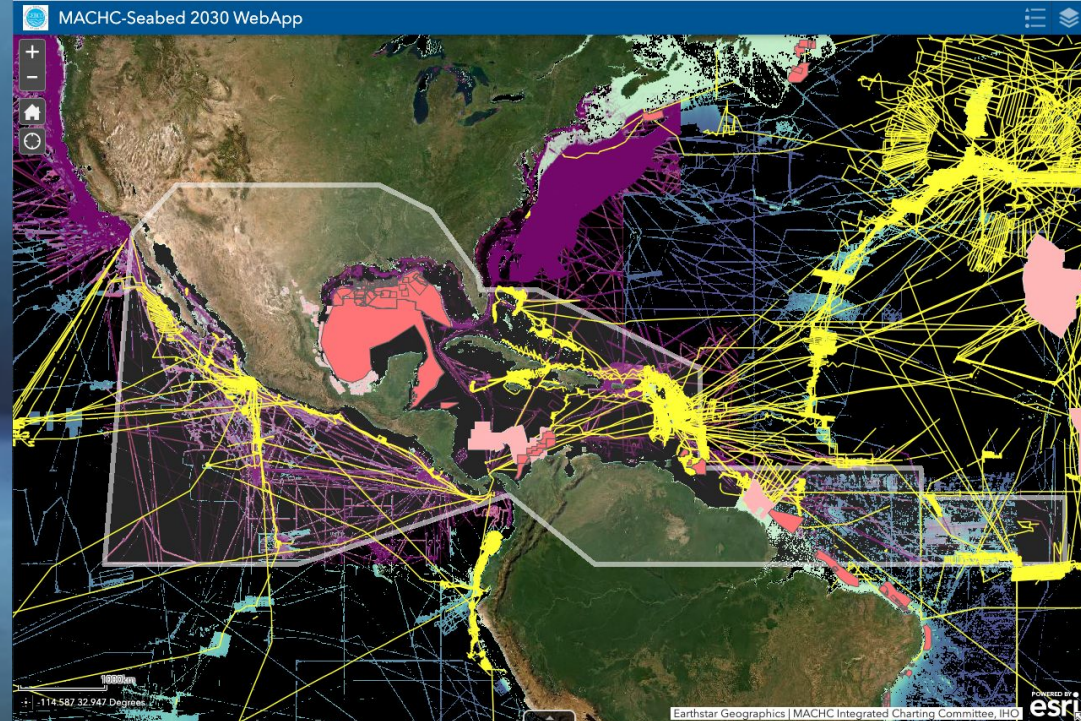 MACHC-Seabed 2030 WebApp
+
−
1000km
-114.587 32.947 Degrees
Earthstar Geographics | MACHC Integrated Charting Committee, IHO
POWERED BY
esri